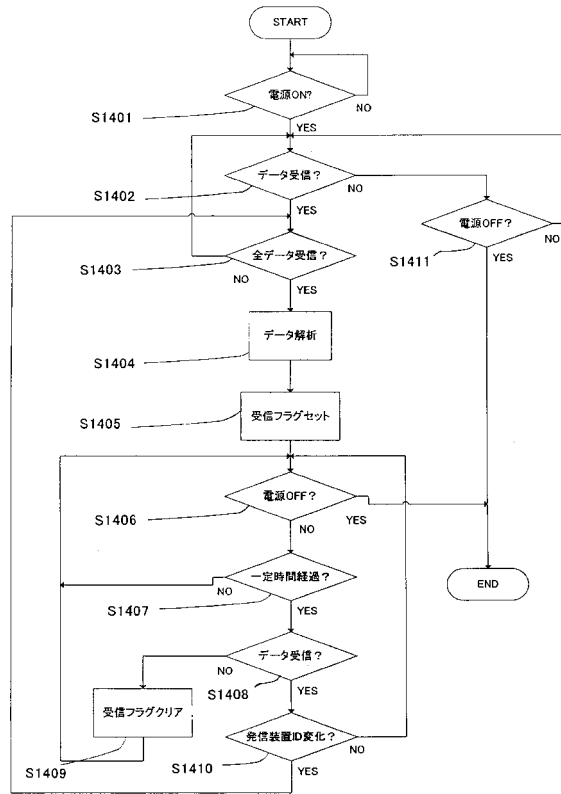 START
電源ON?
NO
S1401
YES
データ受信？
NO
S1402
YES
電源OFF？
NO
全データ受信？
S1403
NO
YES
S1411
YES
データ解析
S1404
受信フラグセット
S1405
電源OFF？
S1406
NO
YES
一定時間経過？
NO
S1407
YES
END
データ受信？
NO
S1408
YES
受信フラグクリア
発信装置ID変化？
NO
S1409
S1410
YES